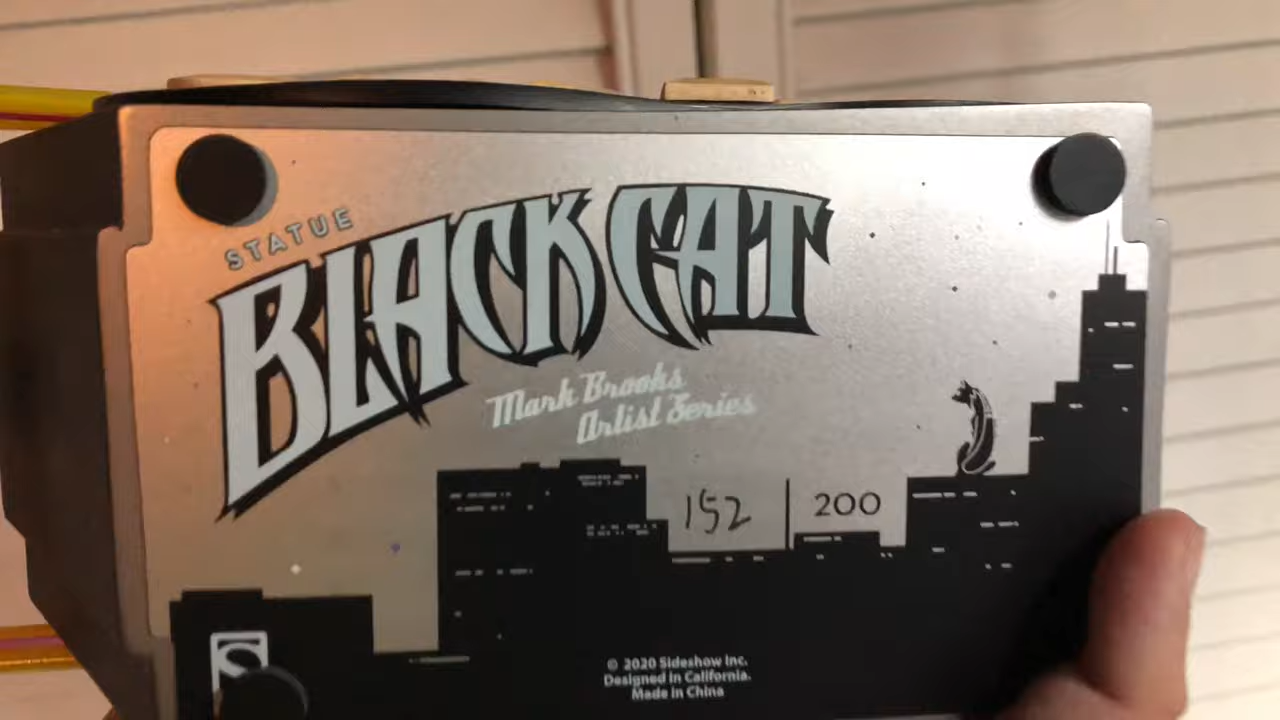 STATUE
BLACK CAT
Mark Brooks
Artist Series
152 | 200
© 2020 Sideshow Inc.
Designed in California.
Made in China